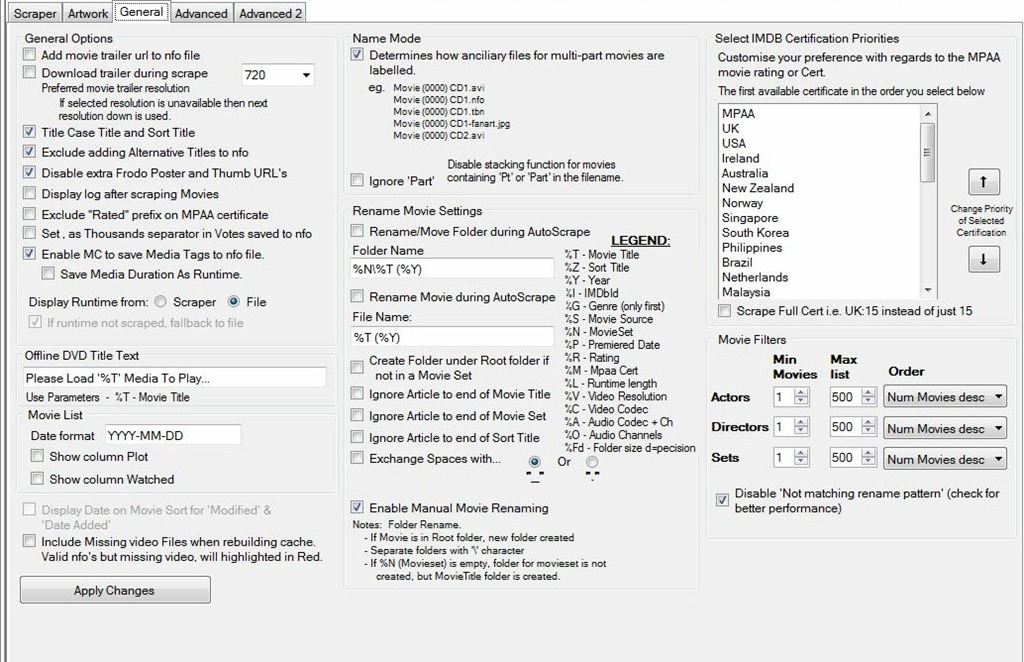 Scraper Artwork General Advanced Advanced 2
General Options
Add movie trailer url to nfo file
Download trailer during scrape
720
Preferred movie trailer resolution
If selected resolution is unavailable then next
resolution down is used.
Title Case Title and Sort Title
Exclude adding Alternative Titles to nfo
Disable extra Frodo Poster and Thumb URL's
Display log after scraping Movies
Exclude "Rated" prefix on MPAA certificate
Set , as Thousands separator in Votes saved to nfo
Enable MC to save Media Tags to nfo file.
Save Media Duration As Runtime.
Display Runtime from: Scraper File
If runtime not scraped, fallback to file
Offline DVD Title Text
Please Load '%T' Media To Play...
Use Parameters - %T - Movie Title
Movie List
Date format YYYY-MM-DD
Show column Plot
Show column Watched
Display Date on Movie Sort for 'Modified' &
'Date Added'
Include Missing video Files when rebuilding cache.
Valid nfo's but missing video, will highlighted in Red.
Apply Changes
Name Mode
Determines how anciliary files for multi-part movies are
labelled.
eg. Movie (0000) CD1.avi
Movie (0000) CD1.nfo
Movie (0000) CD1.tbn
Movie (0000) CD1-fanart.jpg
Movie (0000) CD2.avi
Ignore 'Part'
Disable stacking function for movies
containing 'Pt' or 'Part' in the filename.
Rename Movie Settings
Rename/Move Folder during AutoScrape
Folder Name
%N\%T (%Y)
Rename Movie during AutoScrape
File Name:
%T (%Y)
Create Folder under Root folder if
not in a Movie Set
Ignore Article to end of Movie Title
Ignore Article to end of Movie Set
Ignore Article to end of Sort Title
Exchange Spaces with... Or
"_" "."
LEGEND:
%T - Movie Title
%Z - Sort Title
%Y - Year
%I - IMDbId
%G - Genre (only first)
%S - Movie Source
%N - MovieSet
%P - Premiered Date
%R - Rating
%M - Mpaa Cert
%L - Runtime length
%V - Video Resolution
%C - Video Codec
%A - Audio Codec + Ch
%O - Audio Channels
%Fd - Folder size d=pecision
Enable Manual Movie Renaming
Notes: Folder Rename.
- If Movie is in Root folder, new folder created
- Separate folders with '\' character
- If %N (Movieset) is empty, folder for movieset is not
created, but MovieTitle folder is created.
Select IMDB Certification Priorities
Customise your preference with regards to the MPAA
movie rating or Cert.
The first available certificate in the order you select below
MPAA
UK
USA
Ireland
Australia
New Zealand
Norway
Singapore
South Korea
Philippines
Brazil
Netherlands
Malaysia
Change Priority
of Selected
Certification
Scrape Full Cert i.e. UK:15 instead of just 15
Movie Filters
Min
Movies
Max
list
Order
Actors 1 500 Num Movies desc
Directors 1 500 Num Movies desc
Sets 1 500 Num Movies desc
Disable 'Not matching rename pattern' (check for
better performance)